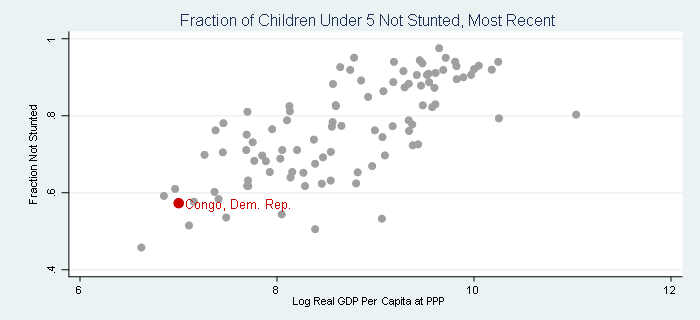 Fraction of Children Under 5 Not Stunted, Most Recent
1
.8
.6
.4
Fraction Not Stunted
Congo, Dem. Rep.
6
8
10
12
Log Real GDP Per Capita at PPP